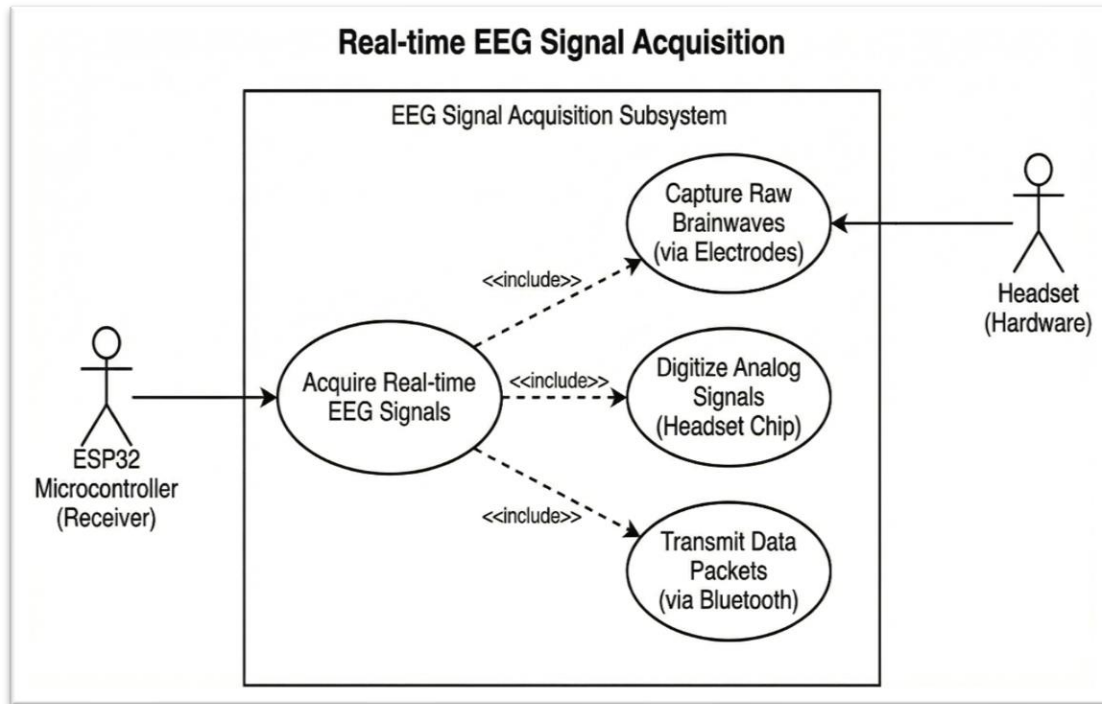 Real-time EEG Signal Acquisition
EEG Signal Acquisition Subsystem
Capture Raw
Brainwaves
(via Electrodes)
<<include>>
Headset
(Hardware)
Acquire Real-time
EEG Signals
<<include>>
Digitize Analog
Signals
(Headset Chip)
ESP32
Microcontroller
(Receiver)
<<include>>
Transmit Data
Packets
(via Bluetooth)